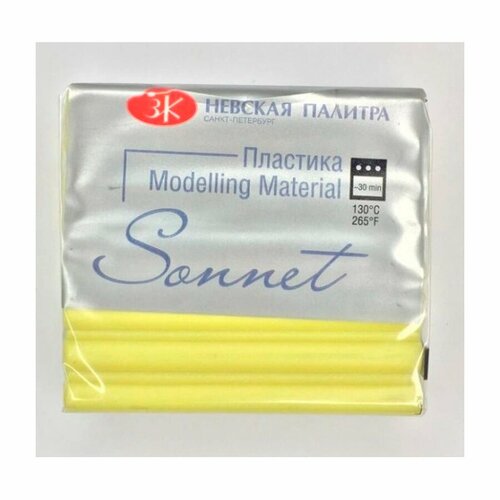 ЗК НЕВСКАЯ ПАЛИТРА
САНКТ-ПЕТЕРБУРГ
Пластика
Modelling Material
~30 min
130°C
265°F
Sonnet